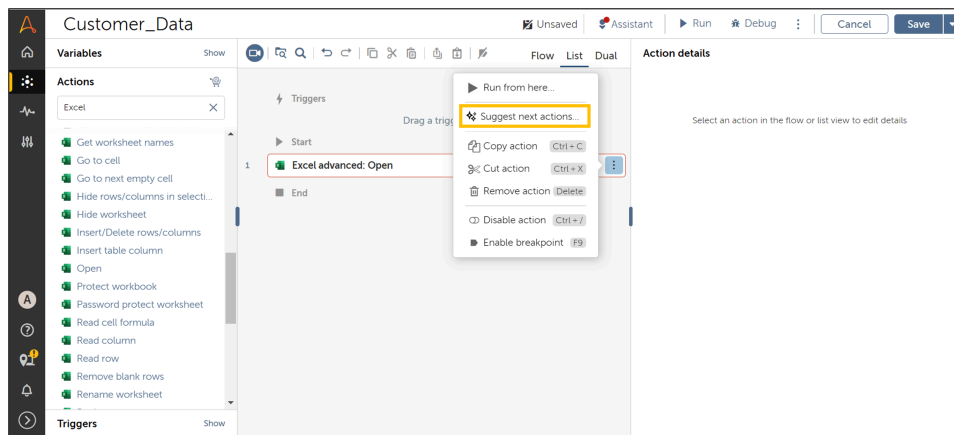 Customer_Data
Unsaved
Assistant
Run
Debug
Cancel
Save
Variables
Show
Flow
List
Dual
Action details
Actions
Excel
Get worksheet names
Go to cell
Go to next empty cell
Hide rows/columns in selecti...
Hide worksheet
Insert/Delete rows/columns
Insert table column
Open
Protect workbook
Password protect worksheet
Read cell formula
Read column
Read row
Remove blank rows
Rename worksheet
Triggers
Show
Triggers
Drag a trig
Start
1
Excel advanced: Open
End
Run from here...
Suggest next actions...
Copy action Ctrl + C
Cut action Ctrl + X
Remove action Delete
Disable action Ctrl + /
Enable breakpoint F9
Select an action in the flow or list view to edit details
A